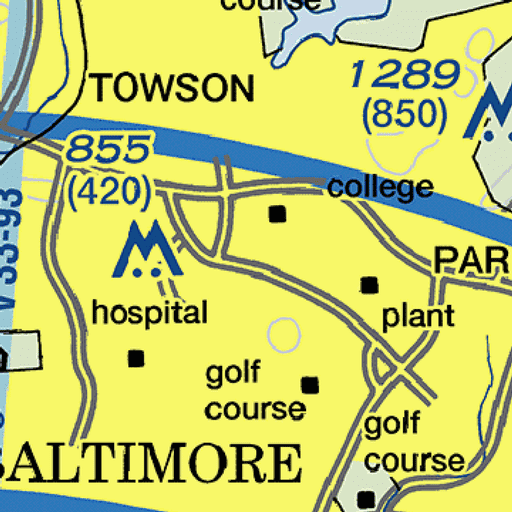 course
TOWSON
1289
(850)
855
(420)
college
V 33-93
PAR
hospital
plant
golf
course
golf
course
BALTIMORE